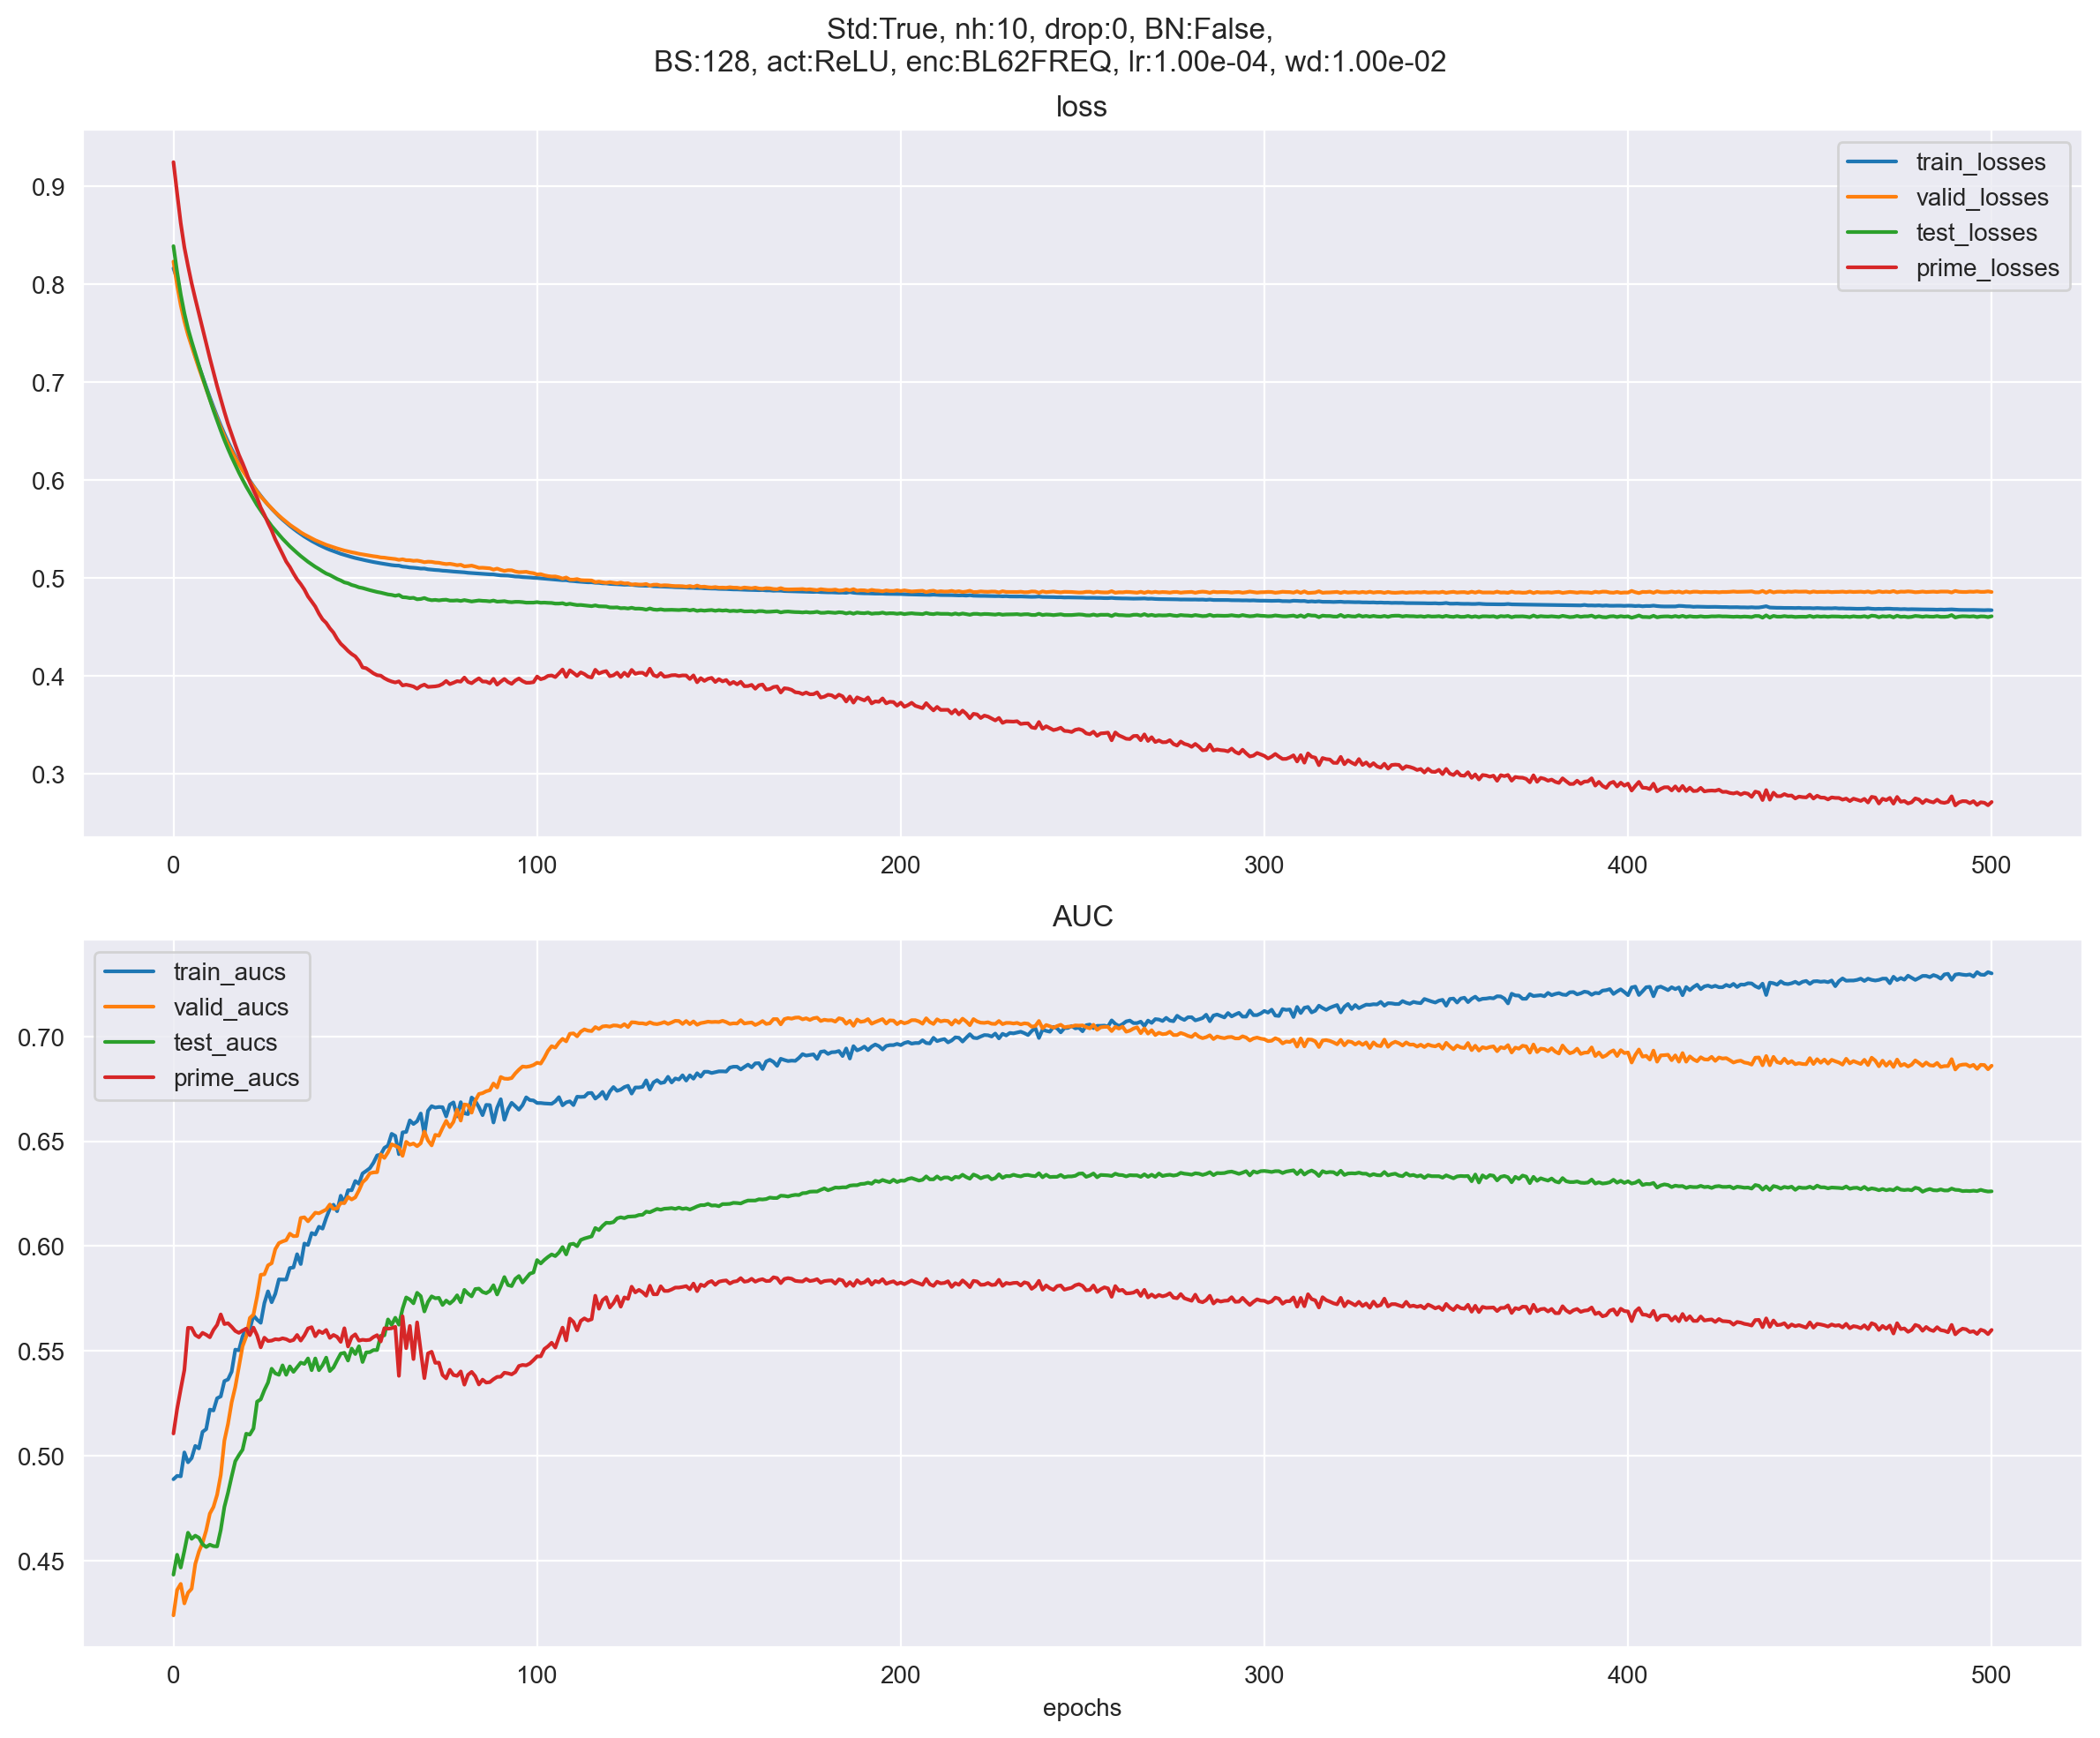 Std:True, nh:10, drop:0, BN:False,
BS:128, act:ReLU, enc:BL62FREQ, lr:1.00e-04, wd:1.00e-02
loss
train_losses
valid_losses
test_losses
prime_losses
0.9
0.8
0.7
0.6
0.5
0.4
0.3
0 100 200 300 400 500
AUC
train_aucs
valid_aucs
test_aucs
prime_aucs
0.70
0.65
0.60
0.55
0.50
0.45
0 100 200 300 400 500
epochs